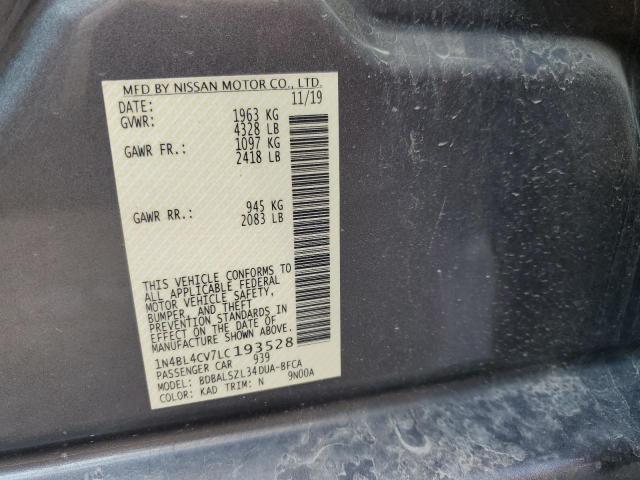 MFD BY NISSAN MOTOR CO., LTD.
DATE: 11/19
GVWR: 1963 KG
4328 LB
GAWR FR.: 1097 KG
2418 LB
GAWR RR.: 945 KG
2083 LB
THIS VEHICLE CONFORMS TO
ALL APPLICABLE FEDERAL
MOTOR VEHICLE SAFETY,
BUMPER, AND THEFT
PREVENTION STANDARDS IN
EFFECT ON THE DATE OF
MANUFACTURE SHOWN ABOVE.
1N4BL4CV7LC193528
PASSENGER CAR 939
MODEL: BDBALSZL34DUA-BFCA
COLOR: KAD TRIM: N 9N00A